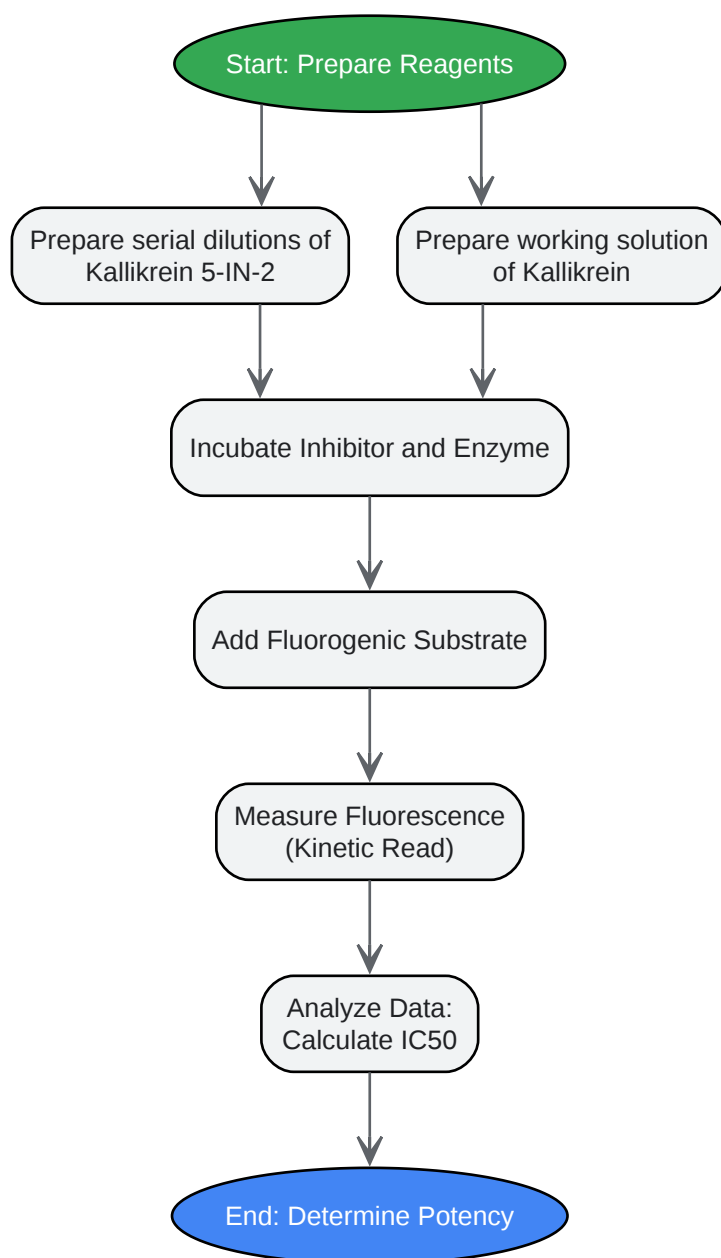 Start: Prepare Reagents
Prepare serial dilutions of
Kallikrein 5-IN-2
Prepare working solution
of Kallikrein
Incubate Inhibitor and Enzyme
Add Fluorogenic Substrate
Measure Fluorescence
(Kinetic Read)
Analyze Data:
Calculate IC50
End: Determine Potency